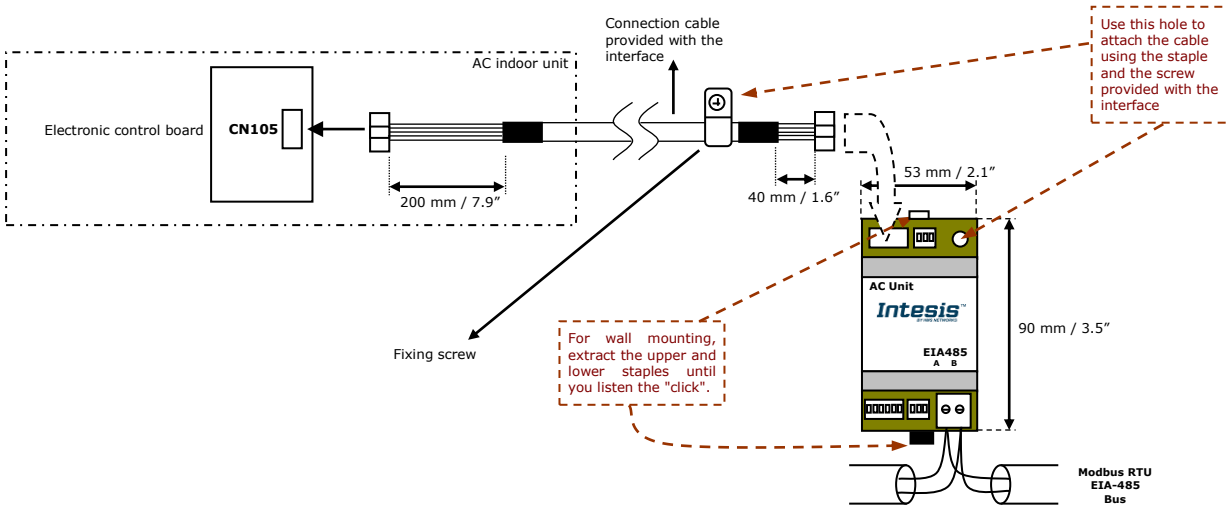 Connection cable
provided with the
interface
Use this hole to
attach the cable
using the staple
and the screw
provided with the
interface
AC indoor unit
Electronic control board
CN105
200 mm / 7.9”
40 mm / 1.6”
53 mm / 2.1”
AC Unit
Intesis™
BY HMS NETWORKS
90 mm / 3.5”
EIA485
A B
Fixing screw
For wall mounting,
extract the upper and
lower staples until
you listen the "click".
Modbus RTU
EIA-485
Bus